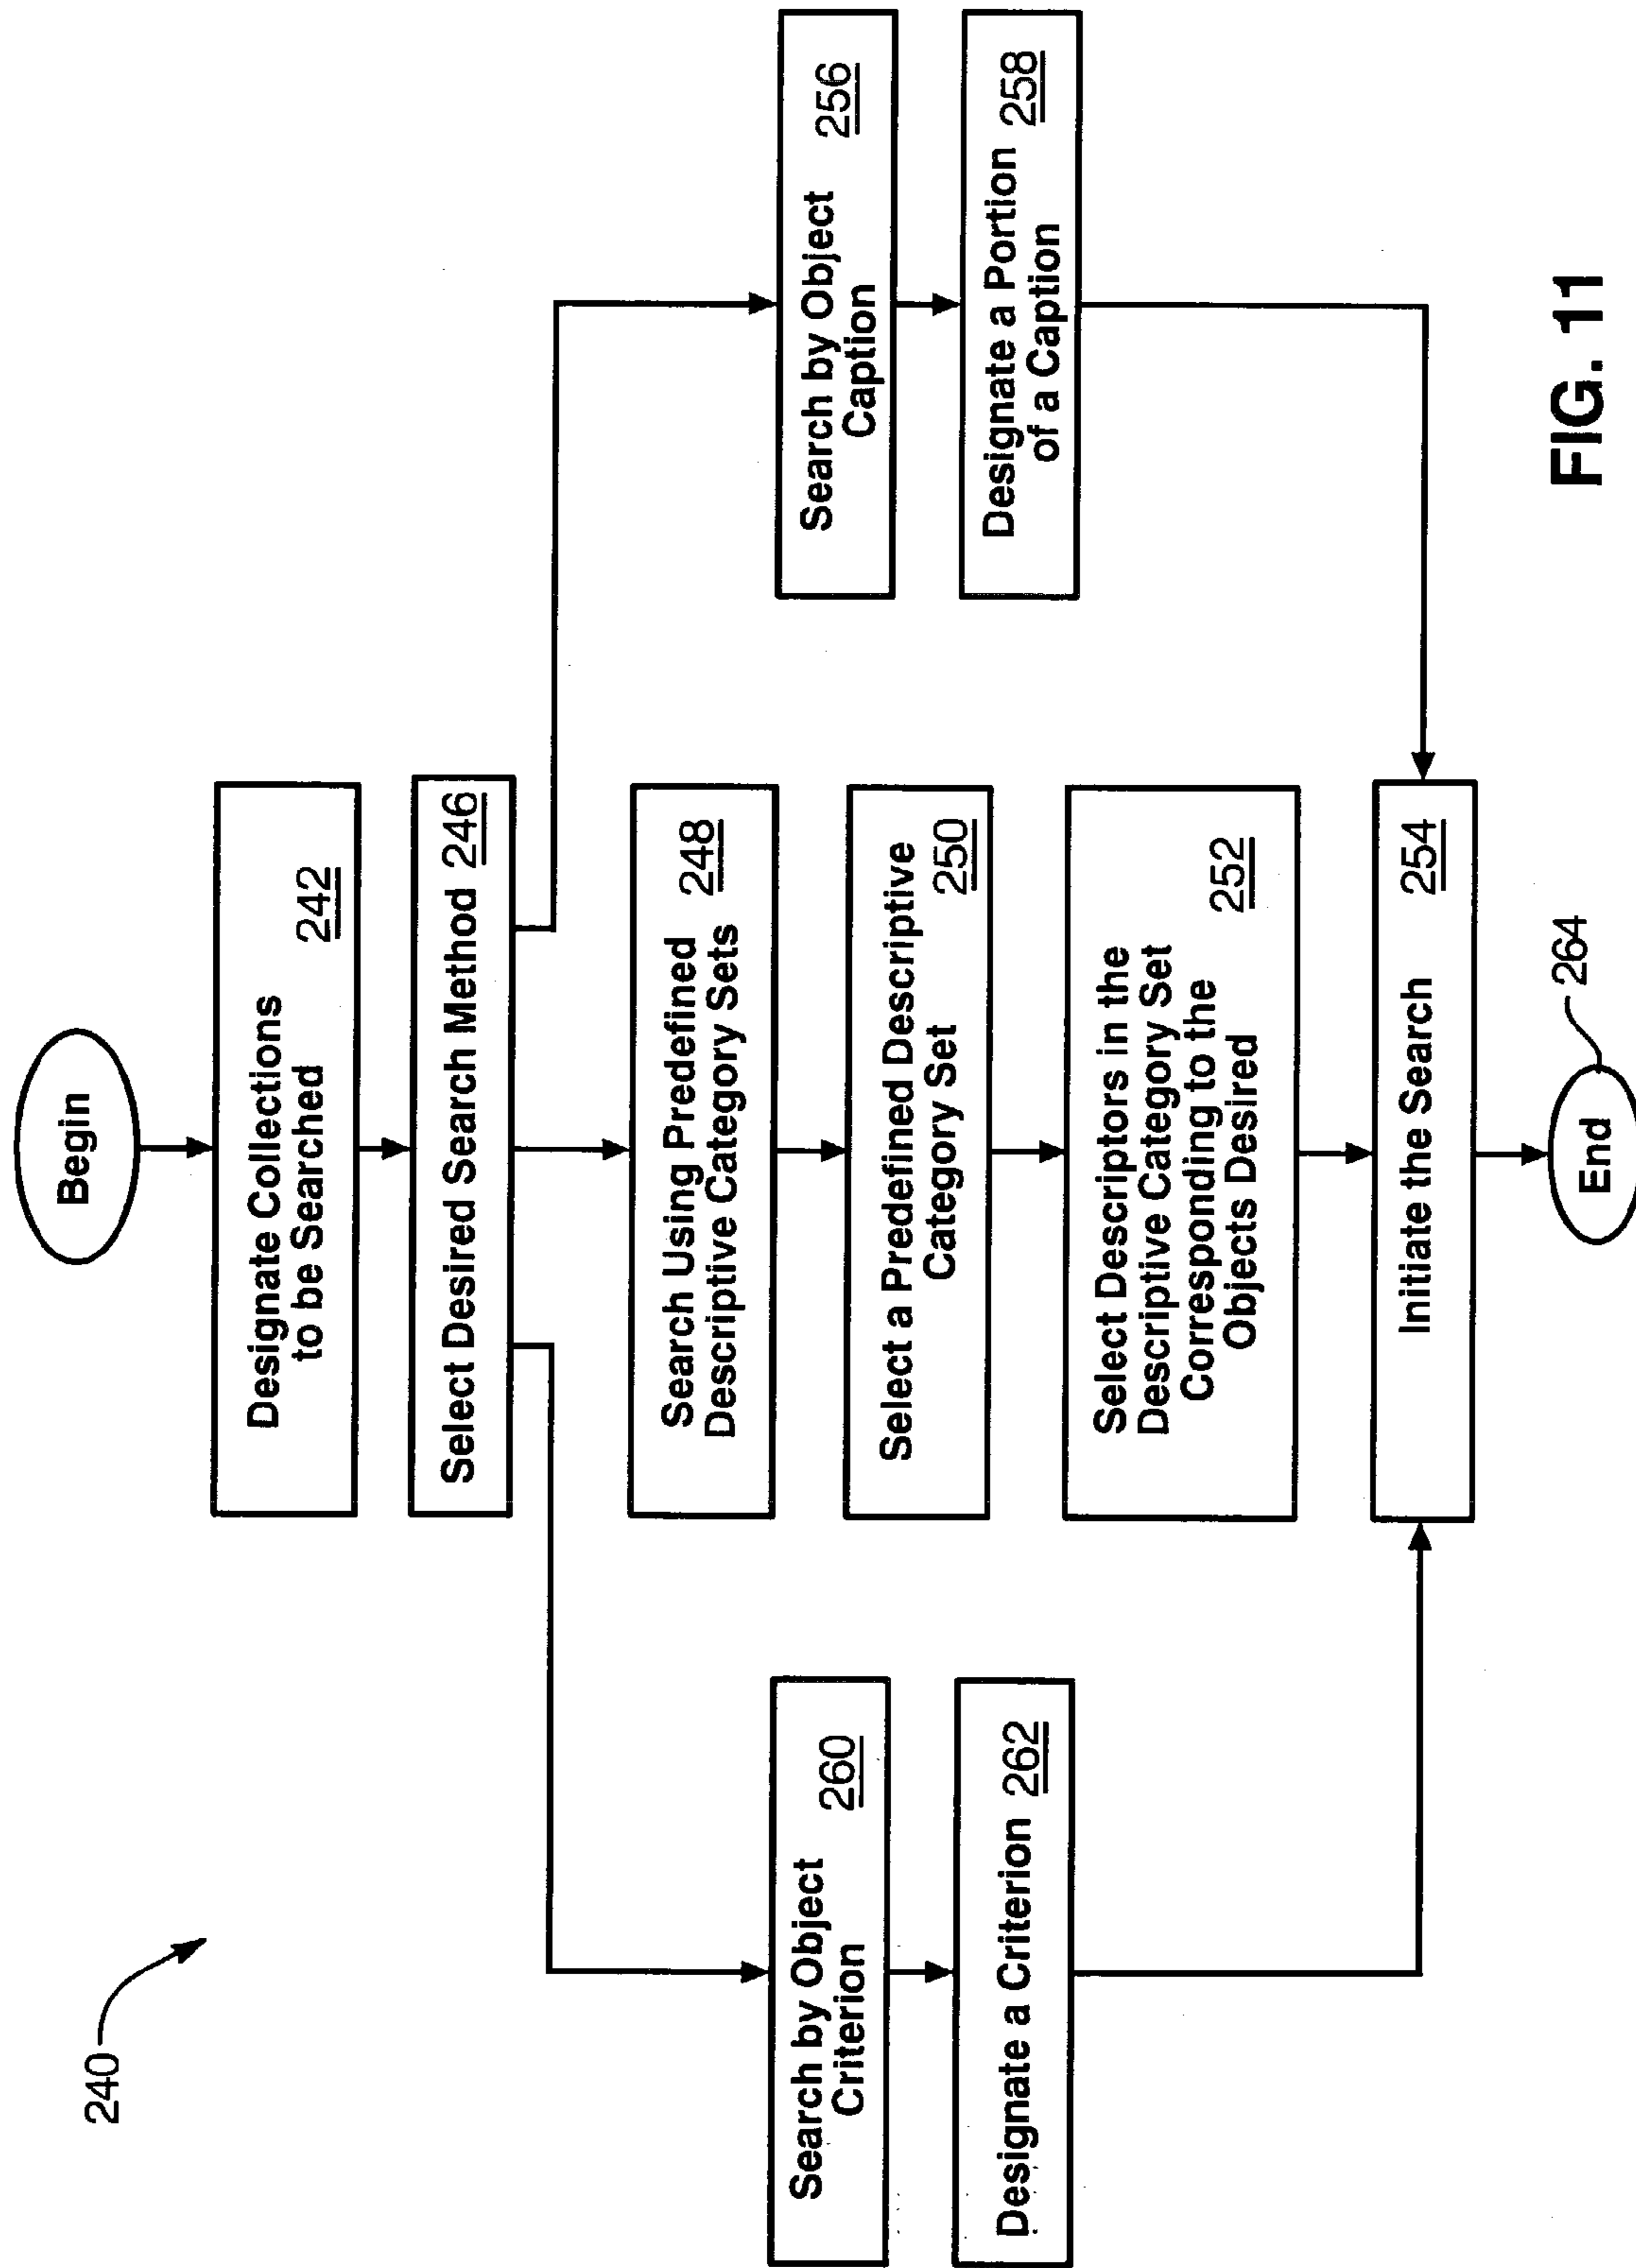 240
Begin
Designate Collections
to be Searched 242
Select Desired Search Method 246
Search by Object
Criterion 260
Designate a Criterion 262
Search Using Predefined
Descriptive Category Sets 248
Select a Predefined Descriptive
Category Set 250
Select Descriptors in the
Descriptive Category Set
Corresponding to the
Objects Desired 252
Search by Object
Caption 256
Designate a Portion
of a Caption 258
Initiate the Search 254
End 264
FIG. 11